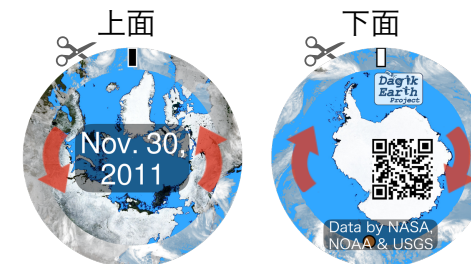 上面
Nov. 30,
2011
下面
Dagik
Earth
Project
Data by NASA,
NOAA & USGS